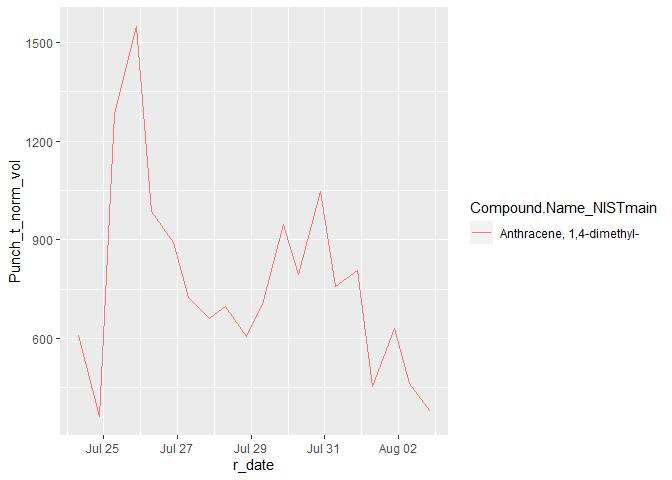 1500
1200
900
600
Punch_t_norm_vol
Jul 25
Jul 27
Jul 29
Jul 31
Aug 02
r_date
Compound.Name_NISTmain
Anthracene, 1,4-dimethyl-